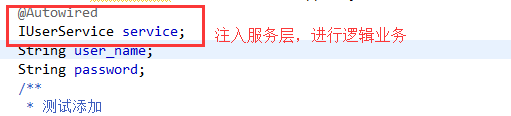 @Autowired
IUserService service; 注入服务层，进行逻辑业务
String user_name;
String password;
/**
* 测试添加